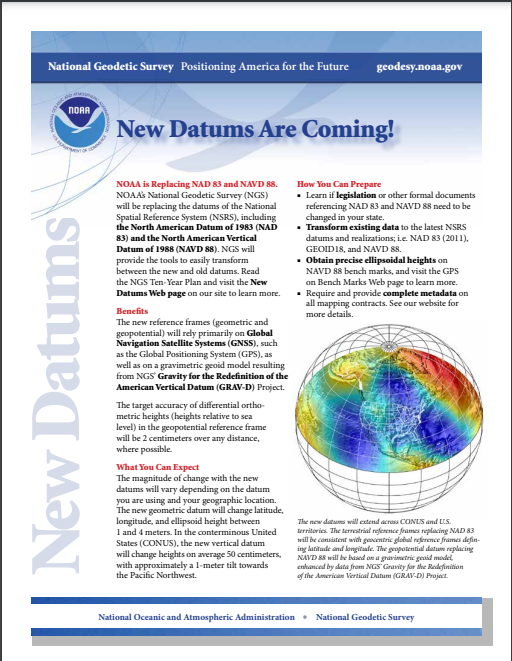 National Geodetic Survey Positioning America for the Future geodesy.noaa.gov
NOAA
New Datums Are Coming!
New Datums
NOAA is Replacing NAD 83 and NAVD 88.
NOAA's National Geodetic Survey (NGS)
will be replacing the datums of the National
Spatial Reference System (NSRS), including
the North American Datum of 1983 (NAD
83) and the North American Vertical
Datum of 1988 (NAVD 88). NGS will
provide the tools to easily transform
between the new and old datums. Read
the NGS Ten-Year Plan and visit the New
Datums Web page on our site to learn more.
Benefits
The new reference frames (geometric and
geopotential) will rely primarily on Global
Navigation Satellite Systems (GNSS), such
as the Global Positioning System (GPS), as
well as on a gravimetric geoid model resulting
from NGS' Gravity for the Redefinition of the
American Vertical Datum (GRAV-D) Project.
The target accuracy of differential ortho-
metric heights (heights relative to sea
level) in the geopotential reference frame
will be 2 centimeters over any distance,
where possible.
What You Can Expect
The magnitude of change with the new
datums will vary depending on the datum
you are using and your geographic location.
The new geometric datum will change latitude,
longitude, and ellipsoid height between
1 and 4 meters. In the conterminous United
States (CONUS), the new vertical datum
will change heights on average 50 centimeters,
with approximately a 1-meter tilt towards
the Pacific Northwest.
How You Can Prepare
▪ Learn if legislation or other formal documents
referencing NAD 83 and NAVD 88 need to be
changed in your state.
▪ Transform existing data to the latest NSRS
datums and realizations; i.e. NAD 83 (2011),
GEOID18, and NAVD 88.
▪ Obtain precise ellipsoidal heights on
NAVD 88 bench marks, and visit the GPS
on Bench Marks Web page to learn more.
▪ Require and provide complete metadata on
all mapping contracts. See our website for
more details.
The new datums will extend across CONUS and U.S.
territories. The terrestrial reference frames replacing NAD 83
will be consistent with geocentric global reference frames defin-
ing latitude and longitude. The geopotential datum replacing
NAVD 88 will be based on a gravimetric geoid model,
enhanced by data from NGS' Gravity for the Redefinition
of the American Vertical Datum (GRAV-D) Project.
National Oceanic and Atmospheric Administration ★ National Geodetic Survey